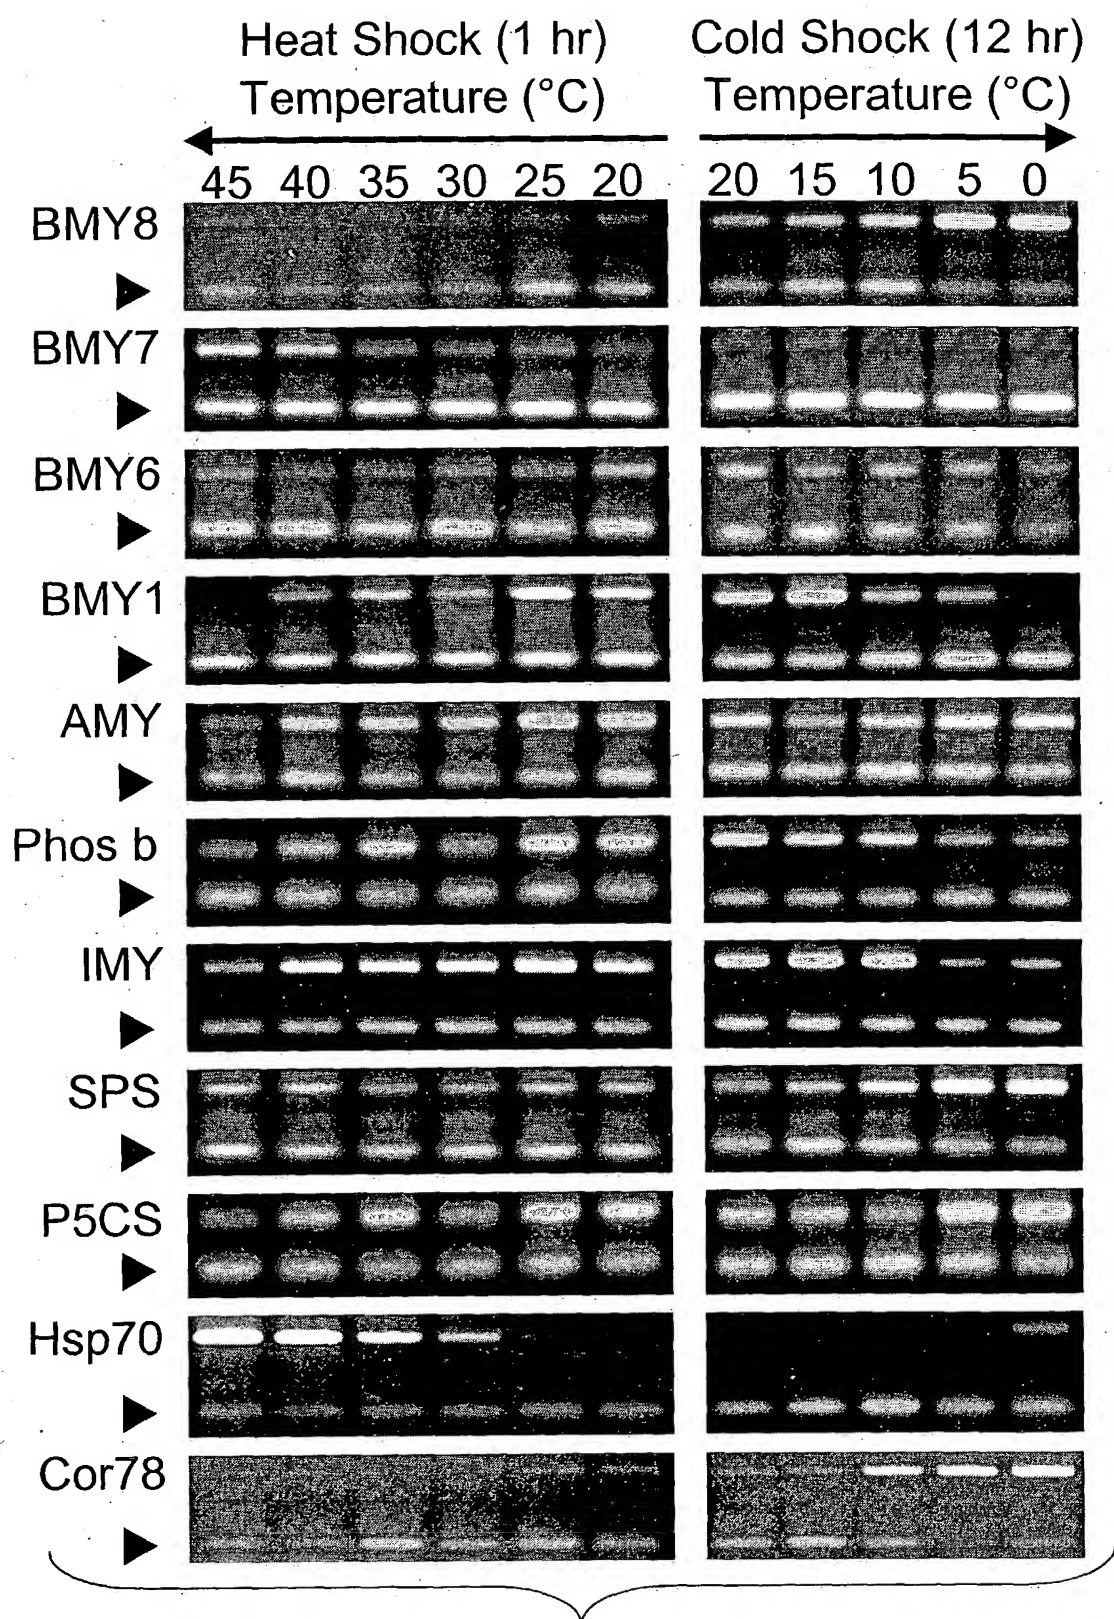 Heat Shock (1 hr)
Temperature (°C)
Cold Shock (12 hr)
Temperature (°C)
45 40 35 30 25 20
20 15 10 5 0
BMY8
BMY7
BMY6
BMY1
AMY
Phos b
IMY
SPS
P5CS
Hsp70
Cor78